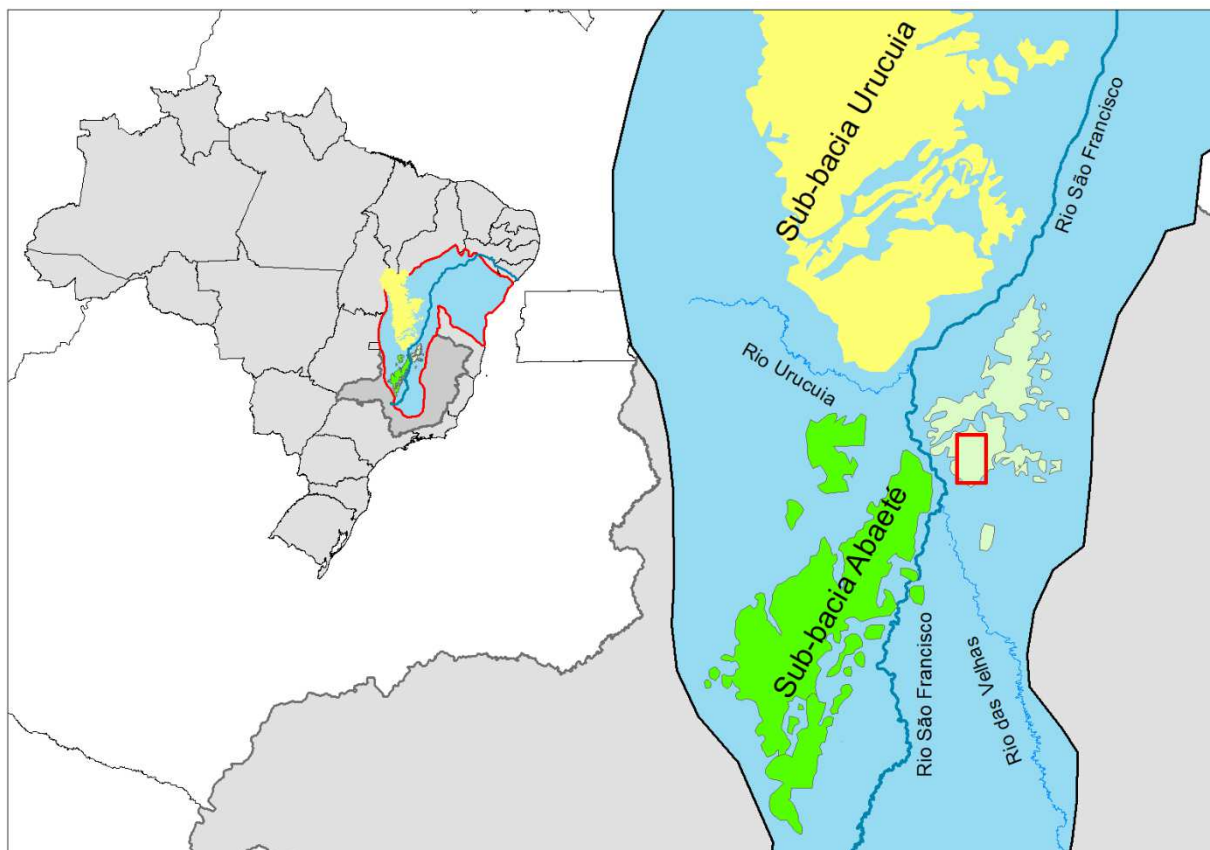 Sub-bacia Urucuia
Rio São Francisco
Rio Urucuia
Sub-bacia Abaeté
Rio São Francisco
Rio das Velhas